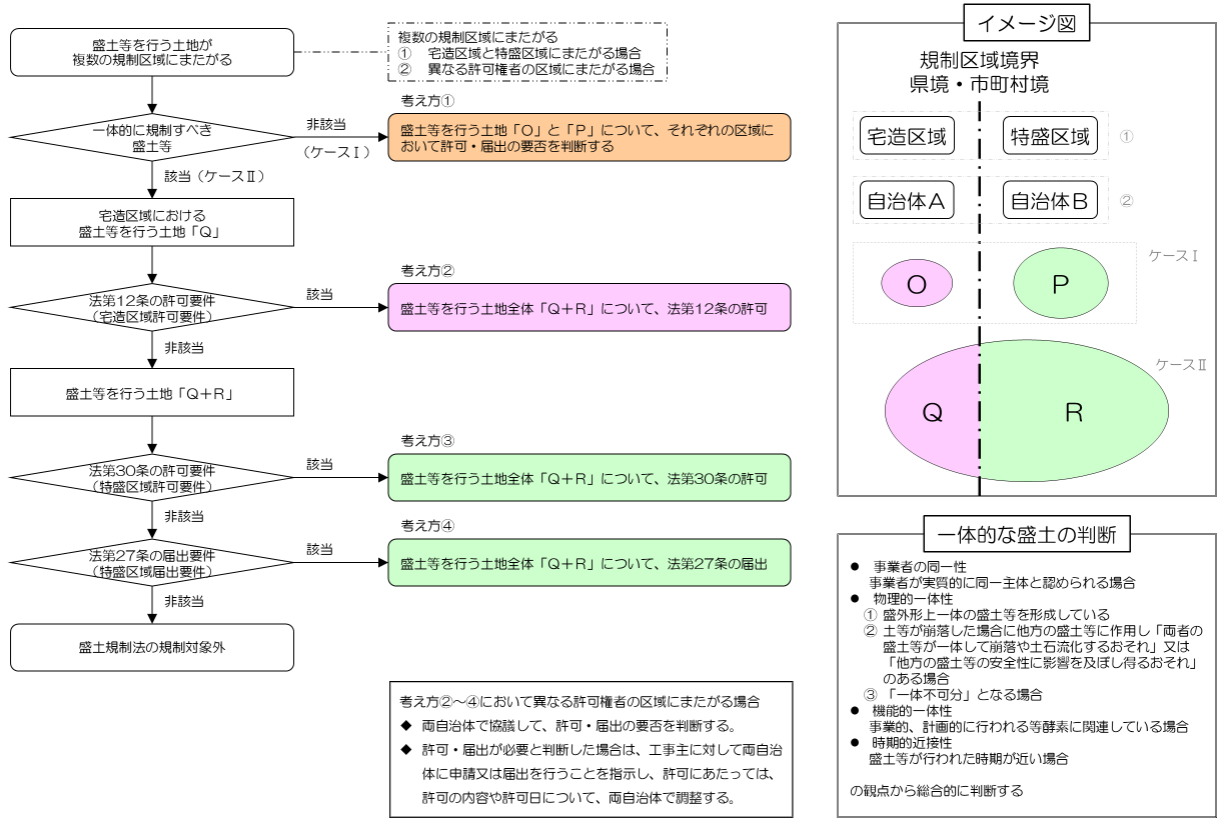 盛土等を行う土地が
複数の規制区域にまたがる
複数の規制区域にまたがる
① 宅造区域と特盛区域にまたがる場合
② 異なる許可権者の区域にまたがる場合
一体的に規制すべき
盛土等
非該当
(ケースⅠ)
考え方①
盛土等を行う土地「O」と「P」について、それぞれの区域に
おいて許可・届出の要否を判断する
該当(ケースⅡ)
宅造区域における
盛土等を行う土地「Q」
法第12条の許可要件
(宅造区域許可要件)
該当
考え方②
盛土等を行う土地全体「Q+R」について、法第12条の許可
非該当
盛土等を行う土地「Q+R」
法第30条の許可要件
(特盛区域許可要件)
該当
考え方③
盛土等を行う土地全体「Q+R」について、法第30条の許可
非該当
法第27条の届出要件
(特盛区域届出要件)
該当
考え方④
盛土等を行う土地全体「Q+R」について、法第27条の届出
非該当
盛土規制法の規制対象外
考え方②~④において異なる許可権者の区域にまたがる場合
◆ 両自治体で協議して、許可・届出の要否を判断する。
◆ 許可・届出が必要と判断した場合は、工事主に対して両自治
体に申請又は届出を行うことを指示し、許可にあたっては、
許可の内容や許可日について、両自治体で調整する。
イメージ図
規制区域境界
県境・市町村境
宅造区域 特盛区域 ①
自治体A 自治体B ②
ケースⅠ
O P
ケースⅡ
Q R
一体的な盛土の判断
● 事業者の同一性
事業者が実質的に同一主体と認められる場合
● 物理的一体性
① 盛外形上一体の盛土等を形成している
② 土等が崩落した場合に他方の盛土等に作用し「両者の
盛土等が一体して崩落や土石流化するおそれ」又は
「他方の盛土等の安全性に影響を及ぼし得るおそれ」
のある場合
③ 「一体不可分」となる場合
● 機能的一体性
事業的、計画的に行われる等酵素に関連している場合
● 時期的近接性
盛土等が行われた時期が近い場合
の観点から総合的に判断する